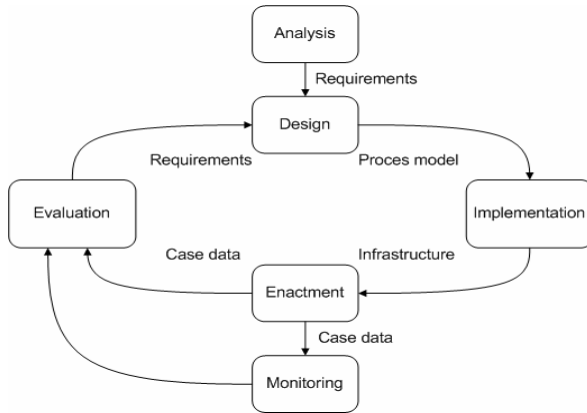 Analysis
Requirements
Design
Requirements
Proces model
Evaluation
Implementation
Case data
Infrastructure
Enactment
Case data
Monitoring